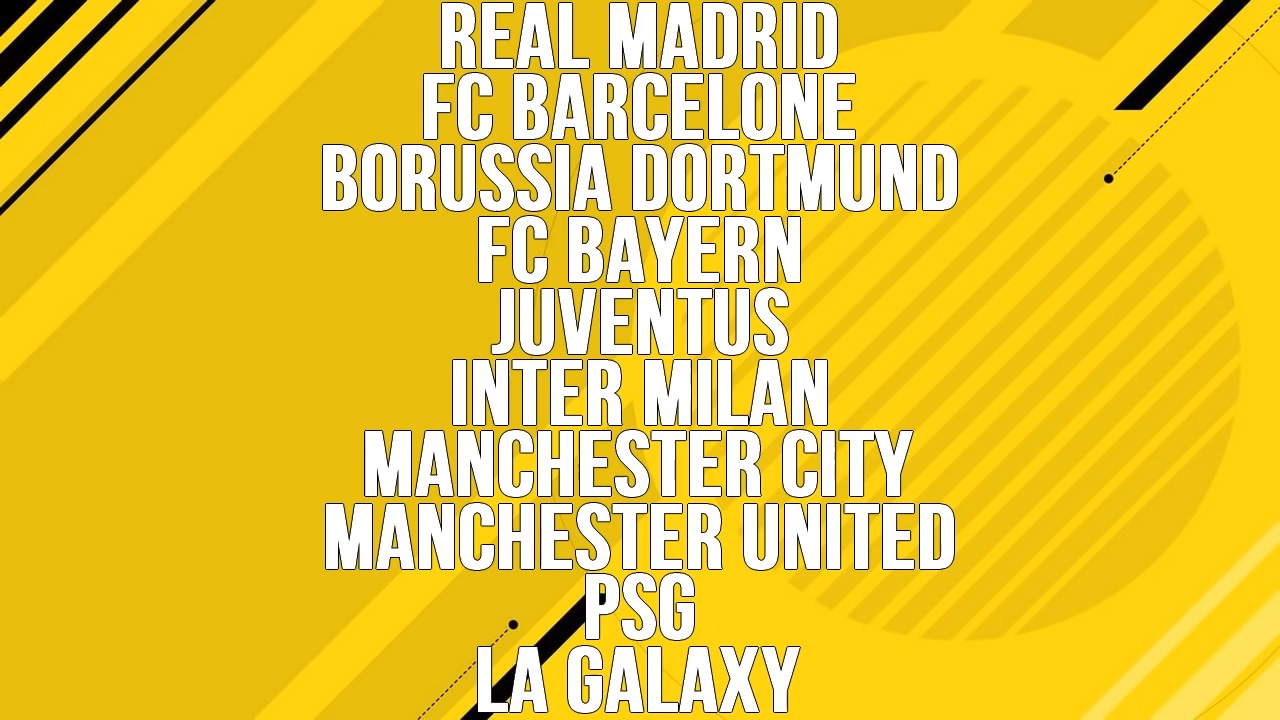 REAL MADRID
FC BARCELONE
BORUSSIA DORTMUND
FC BAYERN
JUVENTUS
INTER MILAN
MANCHESTER CITY
MANCHESTER UNITED
PSG
LA GALAXY